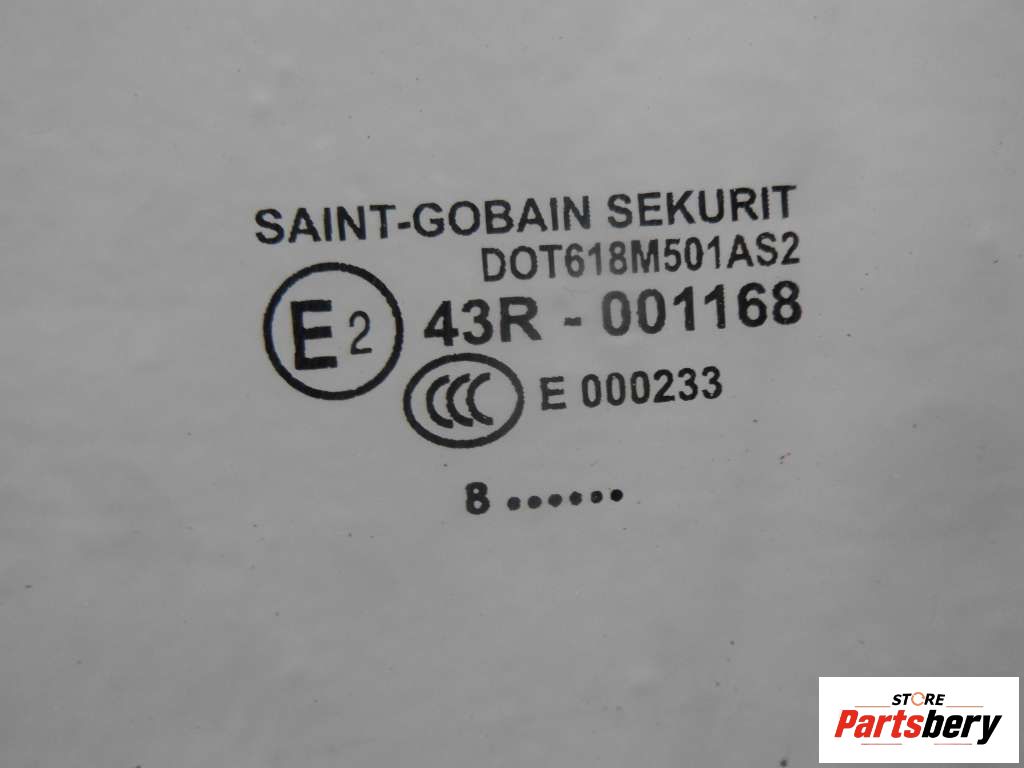 SAINT-GOBAIN SEKURIT
DOT618M501AS2
E2 43R - 001168
CCC E 000233
8 ••••••
STORE
Partsbery